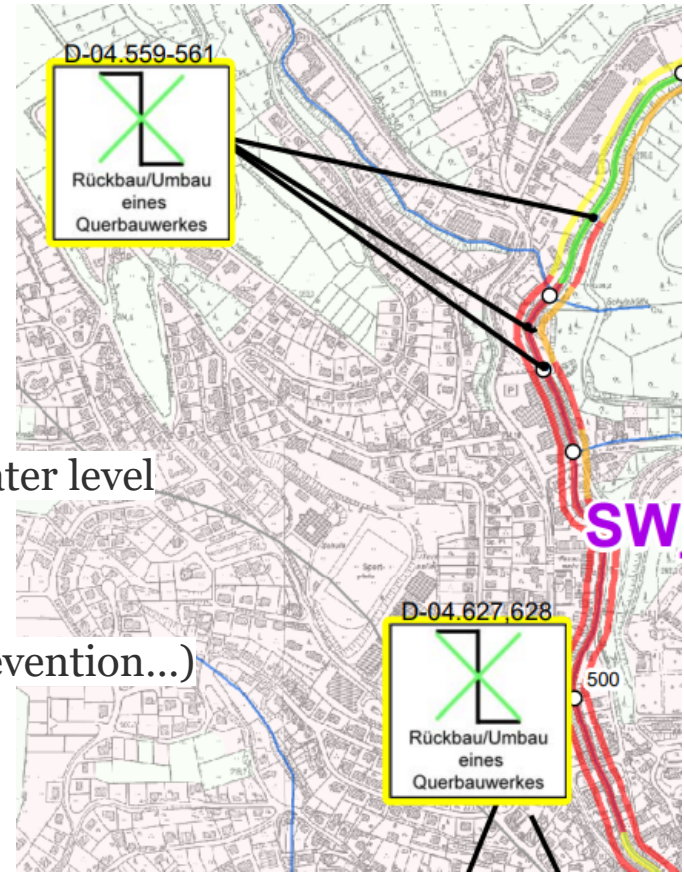 D-04.559-561
Rückbau/Umbau
eines
Querbauwerkes
P
ater level
SW
Sport-
D-04.627,628
evention...)
500
Rückbau/Umbau
eines
Querbauwerkes